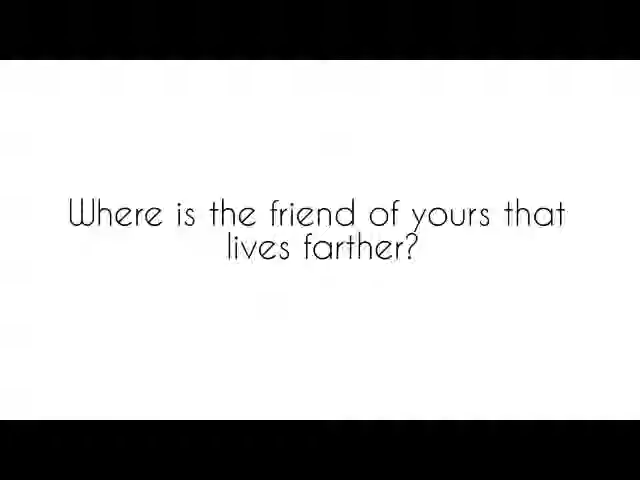 Where is the friend of yours that
lives farther?